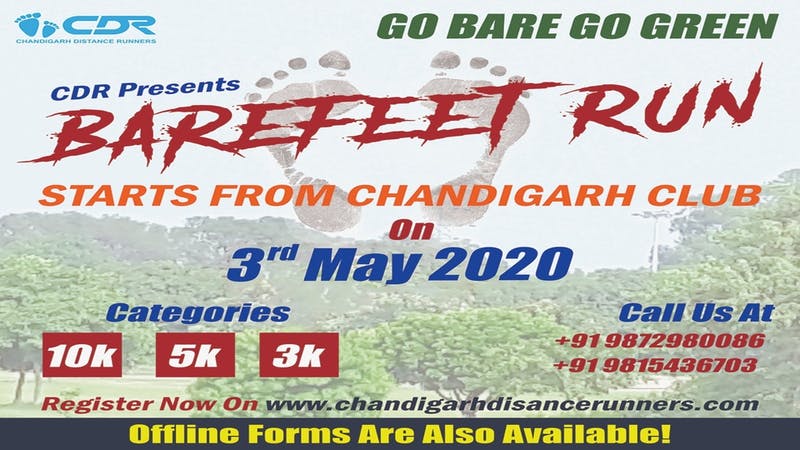 CDR
CHANDIGARH DISTANCE RUNNERS
GO BARE GO GREEN
CDR Presents
BAREFEET RUN
STARTS FROM CHANDIGARH CLUB
On
3rd May 2020
Categories
10k 5k 3k
Call Us At
+91 9872980086
+91 9815436703
Register Now On www.chandigarhdisancerunners.com
Offline Forms Are Also Available!